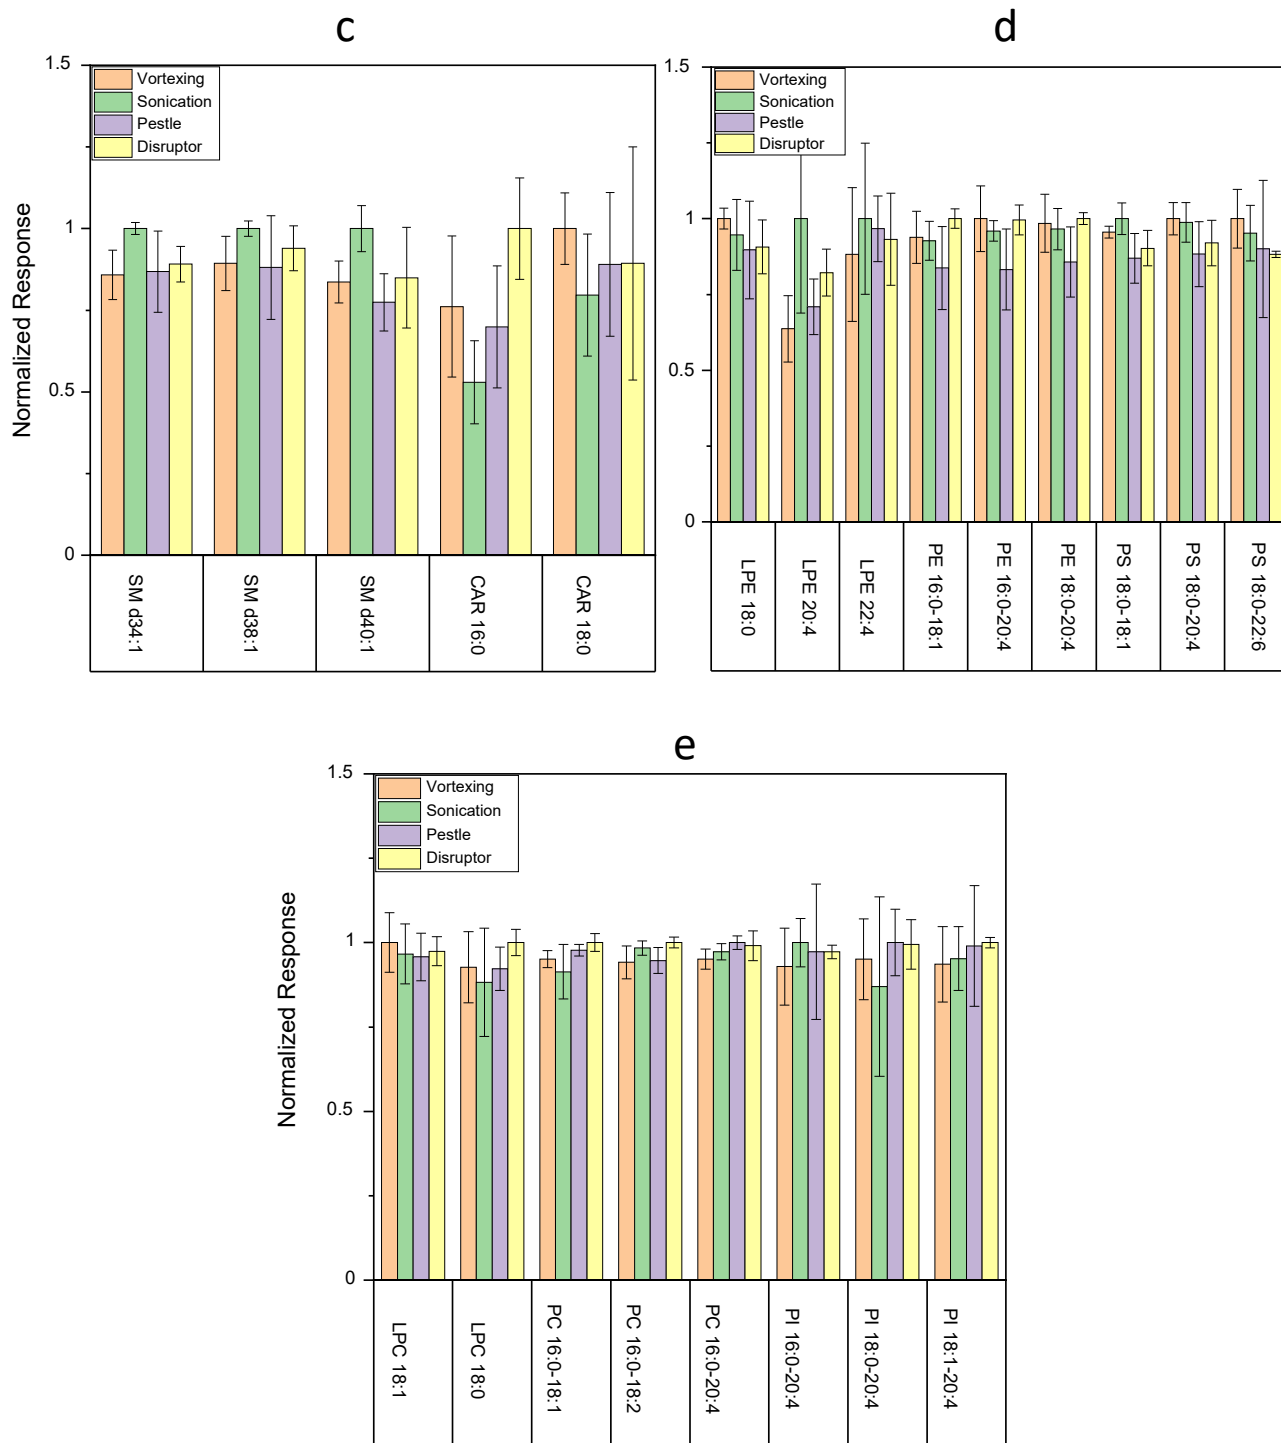 c
1.5
1
0.5
0
Normalized Response
Vortexing
Sonication
Pestle
Disruptor
SM d34:1
SM d38:1
SM d40:1
CAR 16:0
CAR 18:0
d
1.5
1
0.5
0
Vortexing
Sonication
Pestle
Disruptor
LPE 18:0
LPE 20:4
LPE 22:4
PE 16:0-18:1
PE 16:0-20:4
PE 18:0-20:4
PS 18:0-18:1
PS 18:0-20:4
PS 18:0-22:6
e
1.5
1
0.5
0
Normalized Response
Vortexing
Sonication
Pestle
Disruptor
LPC 18:1
LPC 18:0
PC 16:0-18:1
PC 16:0-18:2
PC 16:0-20:4
PI 16:0-20:4
PI 18:0-20:4
PI 18:1-20:4